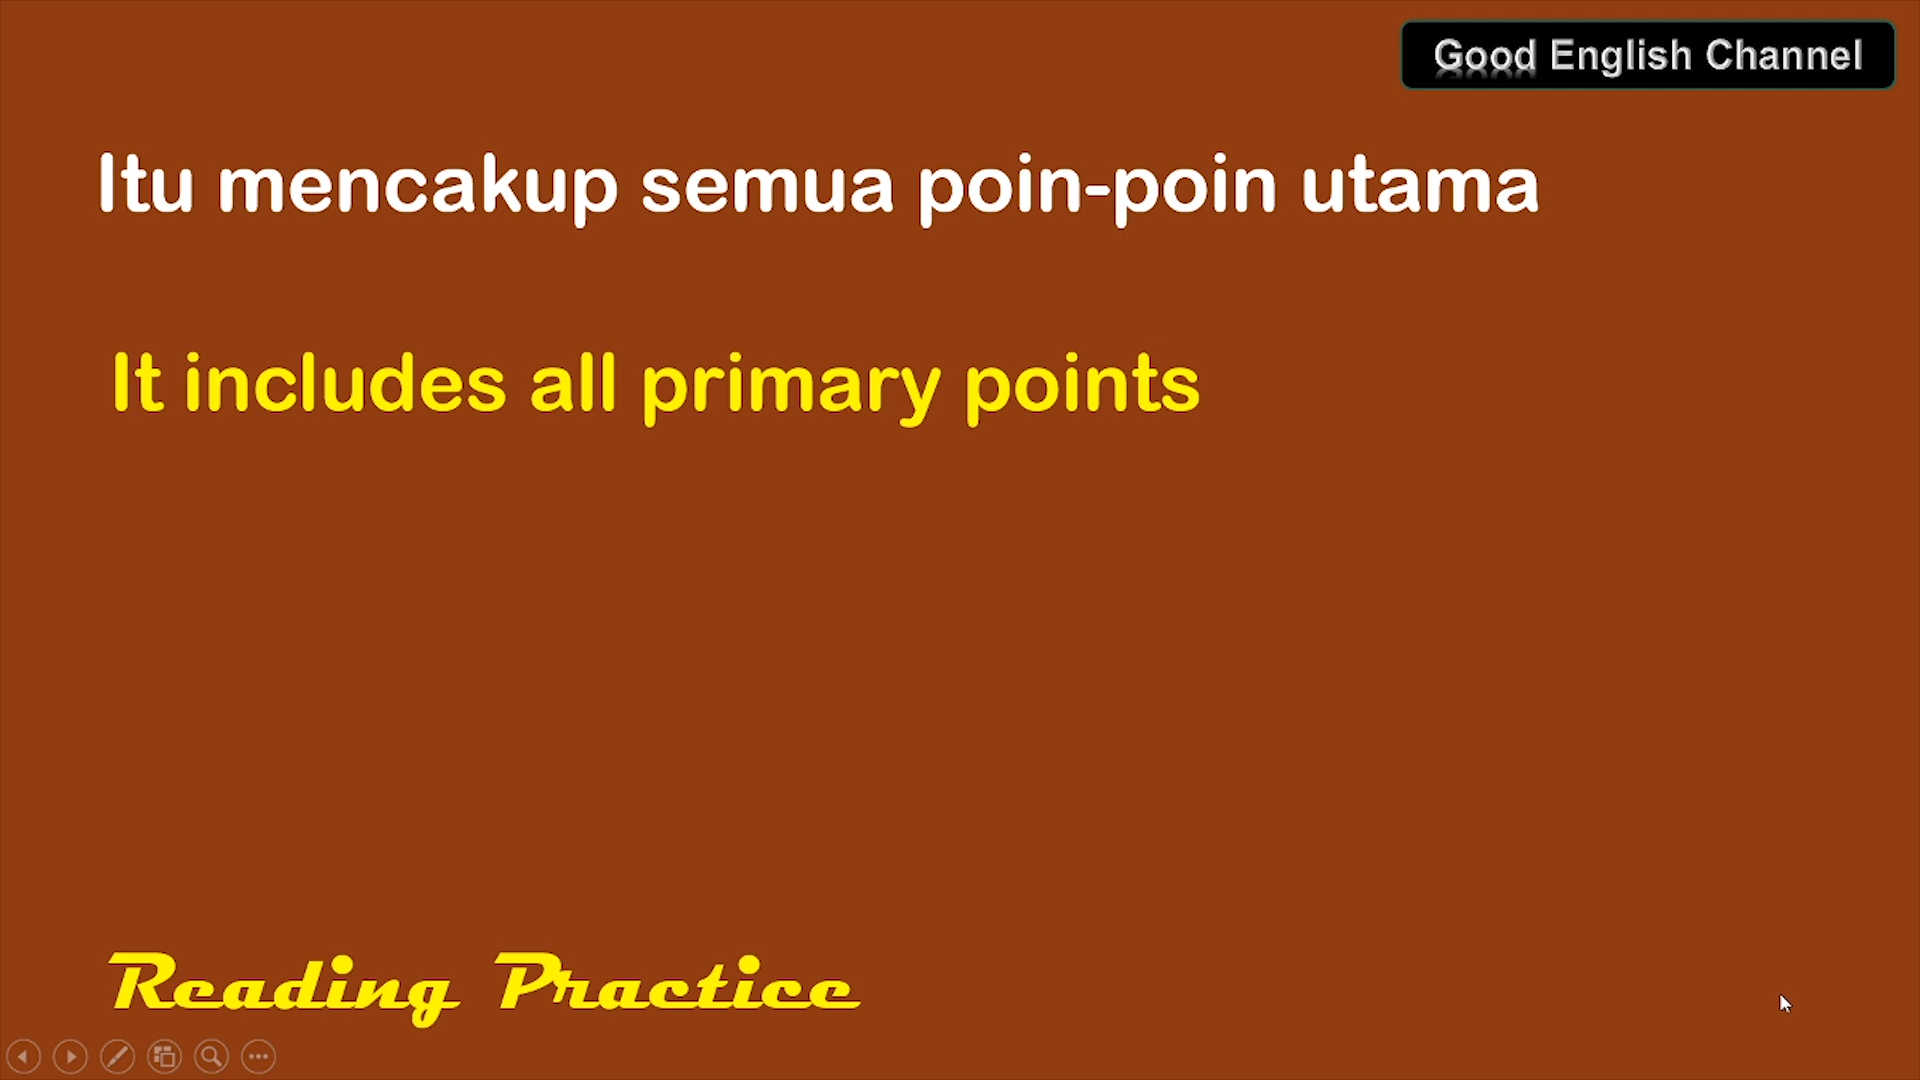 Good English Channel
Itu mencakup semua poin-poin utama
It includes all primary points
Reading Practice